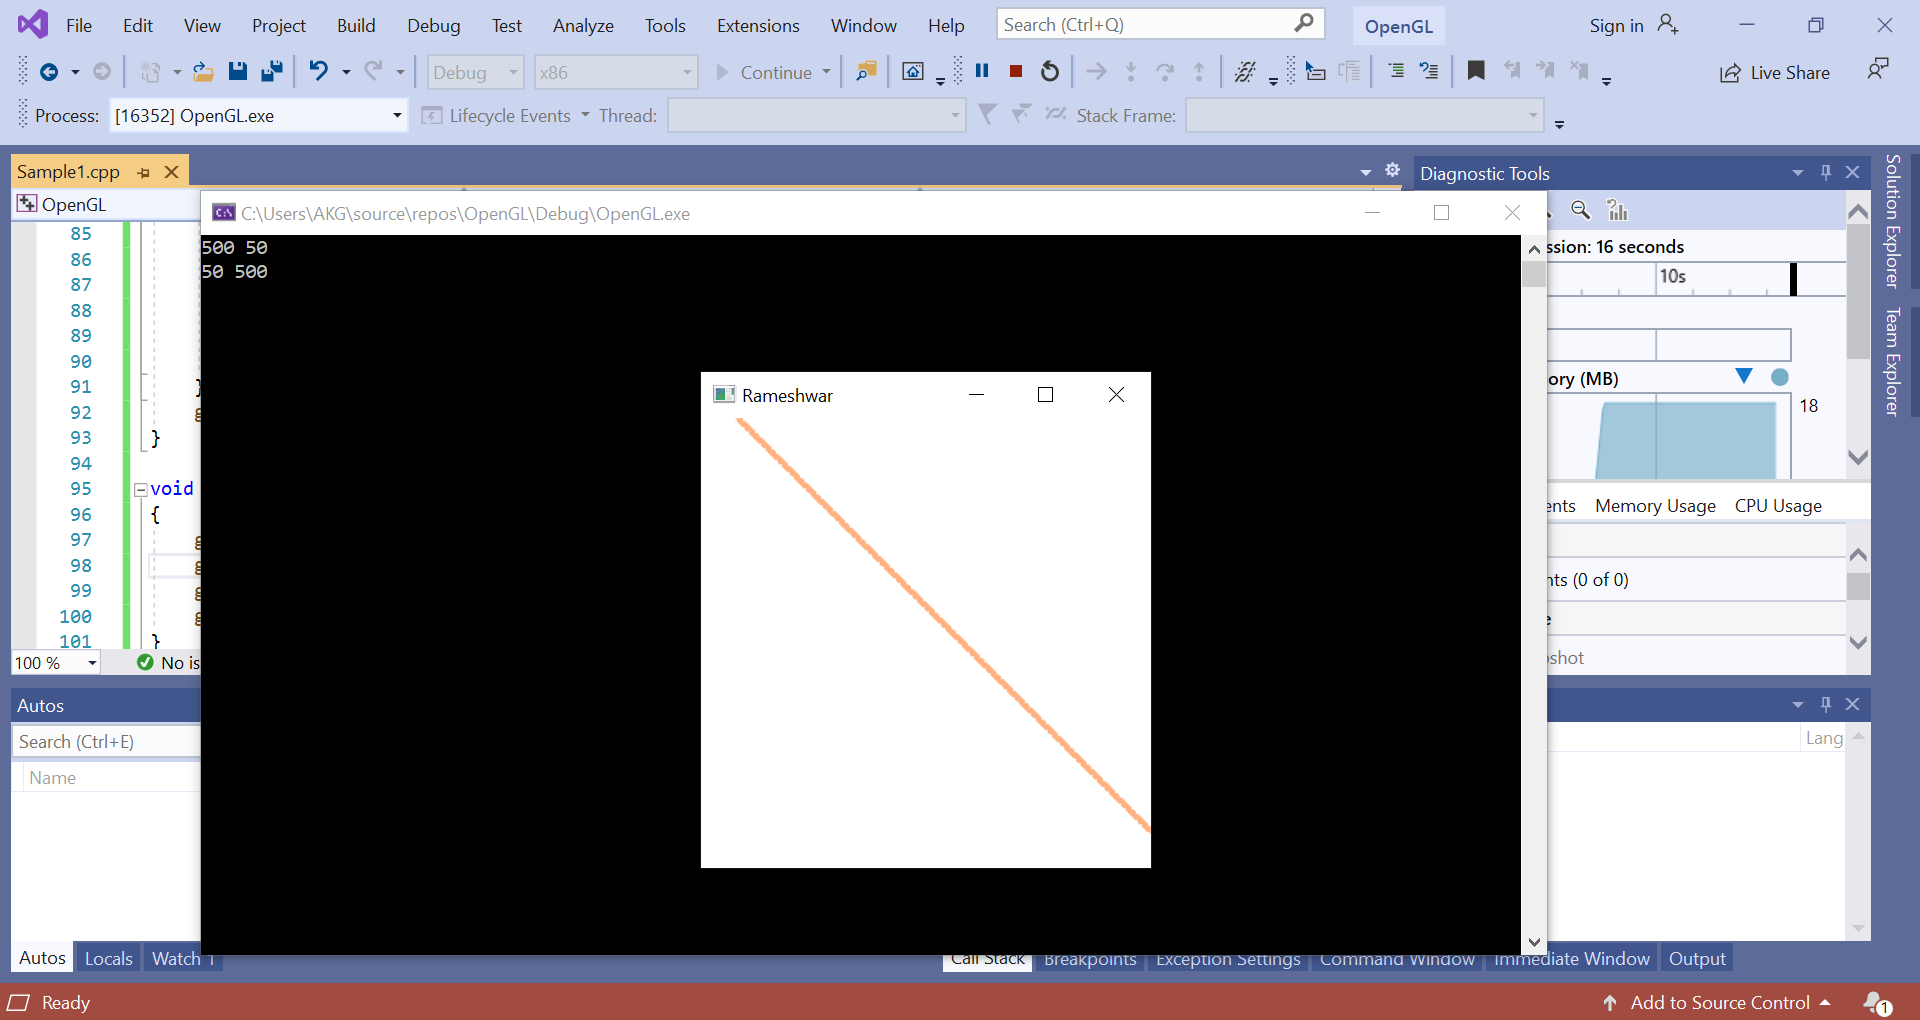 File Edit View Project Build Debug Test Analyze Tools Extensions Window Help Search (Ctrl+Q) OpenGL Sign in
Debug x86 Continue Live Share
Process: [16352] OpenGL.exe Lifecycle Events Thread: Stack Frame:
Sample1.cpp
Diagnostic Tools
OpenGL
C:\Users\AKG\source\repos\OpenGL\Debug\OpenGL.exe
500 50
50 500
85
86
87
88
89
90
91 }
92 g
93 }
94
95 void
96 {
97 g
98 g
99 g
100 g
101 }
Rameshwar
ssion: 16 seconds
10s
ory (MB)
18
ents Memory Usage CPU Usage
nts (0 of 0)
e
shot
Solution Explorer
Team Explorer
100 % No is
Autos
Search (Ctrl+E)
Name
Lang
Autos Locals Watch 1 Call Stack Breakpoints Exception Settings Command Window Immediate Window Output
Ready Add to Source Control 1